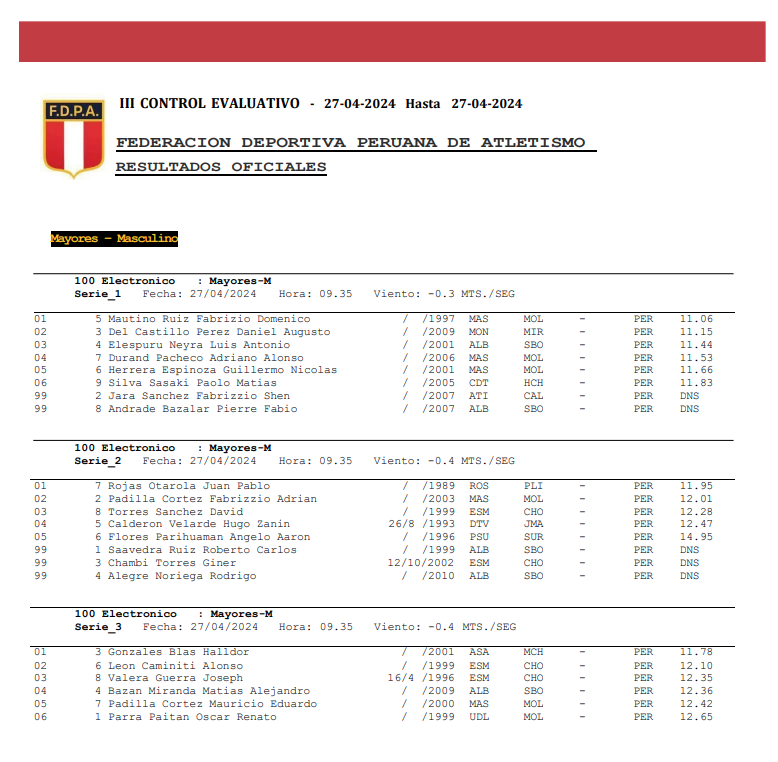 III CONTROL EVALUATIVO - 27-04-2024 Hasta 27-04-2024
F.D.P.A.
FEDERACION DEPORTIVA PERUANA DE ATLETISMO
RESULTADOS OFICIALES
Mayores - Masculino
100 Electronico : Mayores-M
Serie_1 Fecha: 27/04/2024 Hora: 09.35 Viento: -0.3 MTS./SEG
01 5 Mautino Ruiz Fabrizio Domenico / /1997 MAS MOL - PER 11.06
02 3 Del Castillo Perez Daniel Augusto / /2009 MON MIR - PER 11.15
03 4 Elespuru Neyra Luis Antonio / /2001 ALB SBO - PER 11.44
04 7 Durand Pacheco Adriano Alonso / /2006 MAS MOL - PER 11.53
05 6 Herrera Espinoza Guillermo Nicolas / /2001 MAS MOL - PER 11.66
06 9 Silva Sasaki Paolo Matias / /2005 CDT HCH - PER 11.83
99 2 Jara Sanchez Fabrizzio Shen / /2007 ATI CAL - PER DNS
99 8 Andrade Bazalar Pierre Fabio / /2007 ALB SBO - PER DNS
100 Electronico : Mayores-M
Serie_2 Fecha: 27/04/2024 Hora: 09.35 Viento: -0.4 MTS./SEG
01 7 Rojas Otarola Juan Pablo / /1989 ROS PLI - PER 11.95
02 2 Padilla Cortez Fabrizzio Adrian / /2003 MAS MOL - PER 12.01
03 8 Torres Sanchez David / /1999 ESM CHO - PER 12.28
04 5 Calderon Velarde Hugo Zanin 26/8 /1993 DTV JMA - PER 12.47
05 6 Flores Parihuaman Angelo Aaron / /1996 PSU SUR - PER 14.95
99 1 Saavedra Ruiz Roberto Carlos / /1999 ALB SBO - PER DNS
99 3 Chambi Torres Giner 12/10/2002 ESM CHO - PER DNS
99 4 Alegre Noriega Rodrigo / /2010 ALB SBO - PER DNS
100 Electronico : Mayores-M
Serie_3 Fecha: 27/04/2024 Hora: 09.35 Viento: -0.4 MTS./SEG
01 3 Gonzales Blas Halldor / /2001 ASA MCH - PER 11.78
02 6 Leon Caminiti Alonso / /1999 ESM CHO - PER 12.10
03 8 Valera Guerra Joseph 16/4 /1996 ESM CHO - PER 12.35
04 4 Bazan Miranda Matias Alejandro / /2009 ALB SBO - PER 12.36
05 7 Padilla Cortez Mauricio Eduardo / /2000 MAS MOL - PER 12.42
06 1 Parra Paitan Oscar Renato / /1999 UDL MOL - PER 12.65